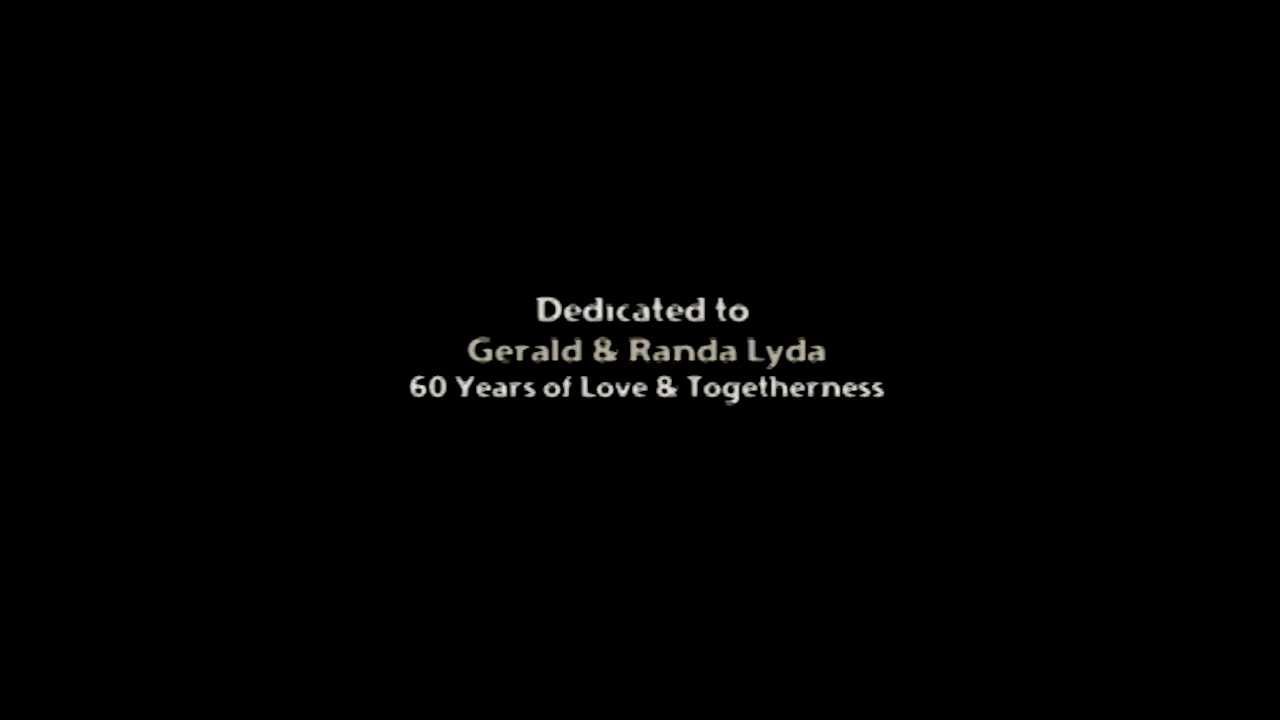 Dedicated to
Gerald & Randa Lyda
60 Years of Love & Togetherness